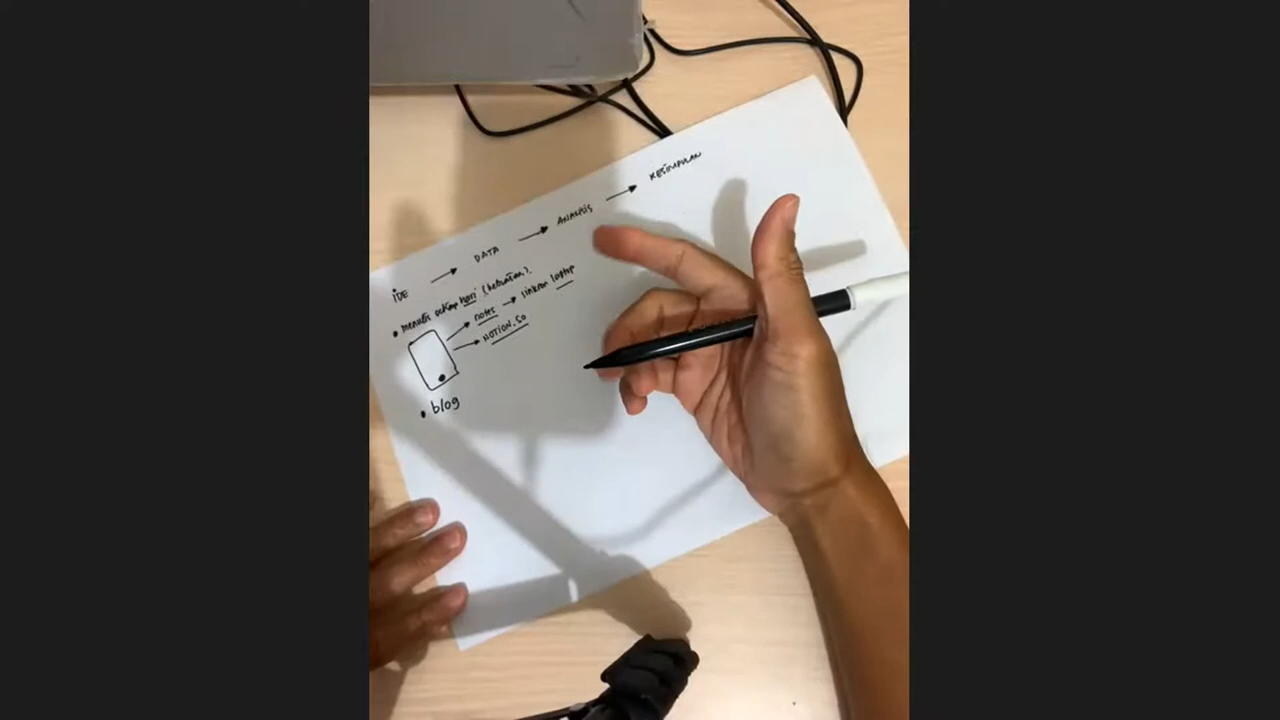 IDE → DATA → ANALISIS → KESIMPULAN
• menulis setiap hari (kebiasaan).
notes → sinkron laptop
NOTION.SO
• blog